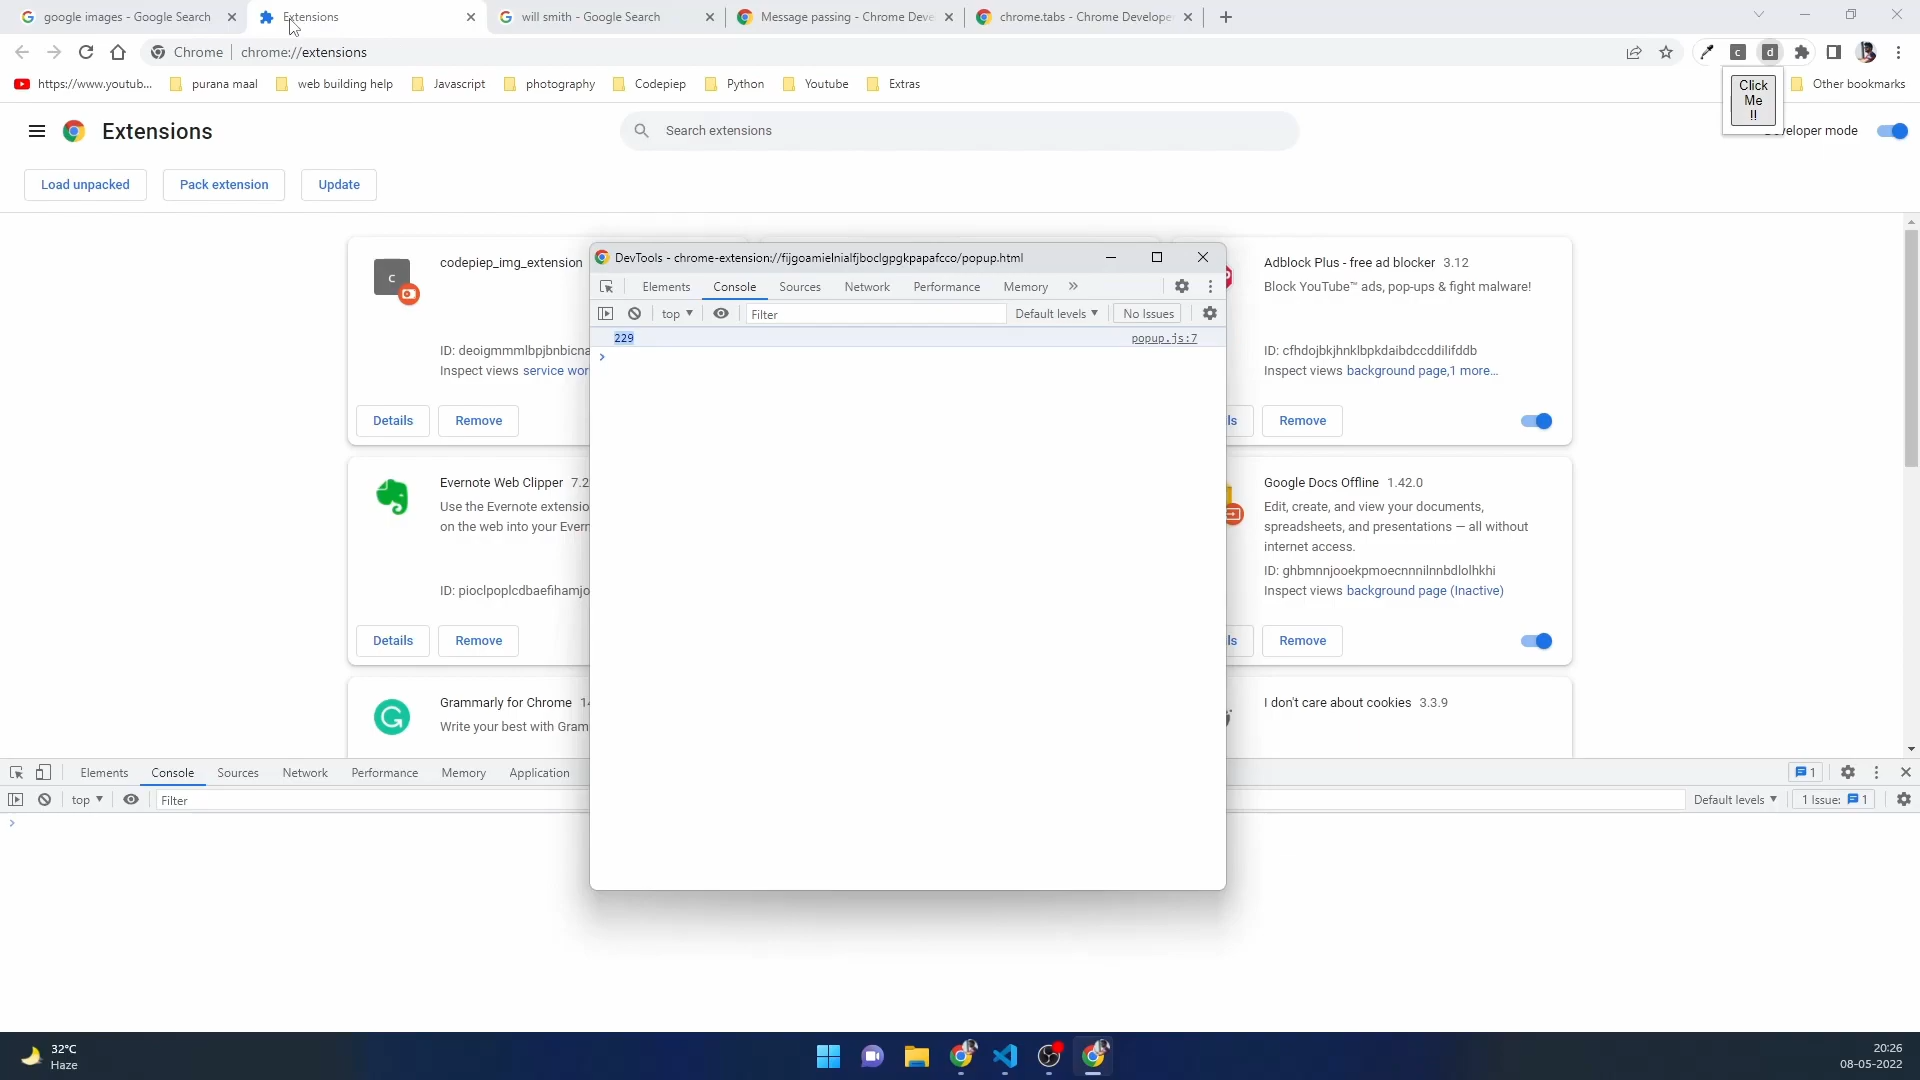 google images - Google Search
Extensions
will smith - Google Search
Message passing - Chrome Deve
chrome.tabs - Chrome Develope
Chrome
chrome://extensions
c
d
https://www.youtub...
purana maal
web building help
Javascript
photography
Codepiep
Python
Youtube
Extras
Other bookmarks
Click
Me
!!
Extensions
Search extensions
eloper mode
Load unpacked
Pack extension
Update
c
codepiep_img_extension
ID: deoigmmmlbpjbnbicna
Inspect views service wor
Details
Remove
DevTools - chrome-extension://fijgoamielnialfjboclgpgkpapafcco/popup.html
Elements
Console
Sources
Network
Performance
Memory
top
Filter
Default levels
No Issues
229
popup.js:7
Adblock Plus - free ad blocker 3.12
Block YouTube™ ads, pop-ups & fight malware!
ID: cfhdojbkjhnklbpkdaibdccddilifddb
Inspect views background page,1 more...
ls
Remove
Evernote Web Clipper 7.2
Use the Evernote extensio
on the web into your Evern
ID: pioclpoplcdbaefihamjo
Details
Remove
Google Docs Offline 1.42.0
Edit, create, and view your documents,
spreadsheets, and presentations — all without
internet access.
ID: ghbmnnjooekpmoecnnnilnnbdlolhkhi
Inspect views background page (Inactive)
ls
Remove
Grammarly for Chrome 14
Write your best with Gram
I don't care about cookies 3.3.9
Elements
Console
Sources
Network
Performance
Memory
Application
1
top
Filter
Default levels
1 Issue: 1
32°C
Haze
20:26
08-05-2022